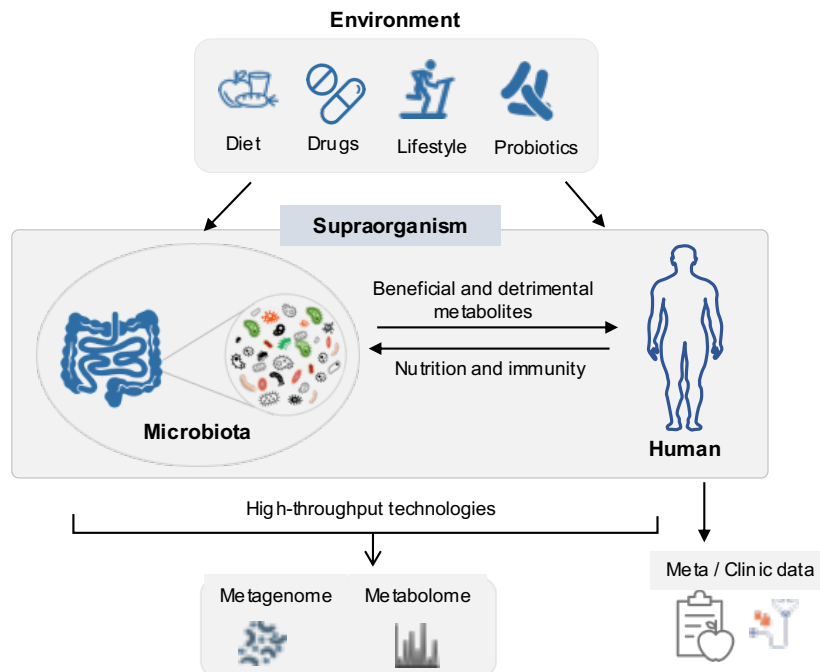 Environment
Diet
Drugs
Lifestyle
Probiotics
Supraorganism
Beneficial and detrimental
metabolites
Nutrition and immunity
Microbiota
Human
High-throughput technologies
Metagenome
Metabolome
Meta / Clinic data